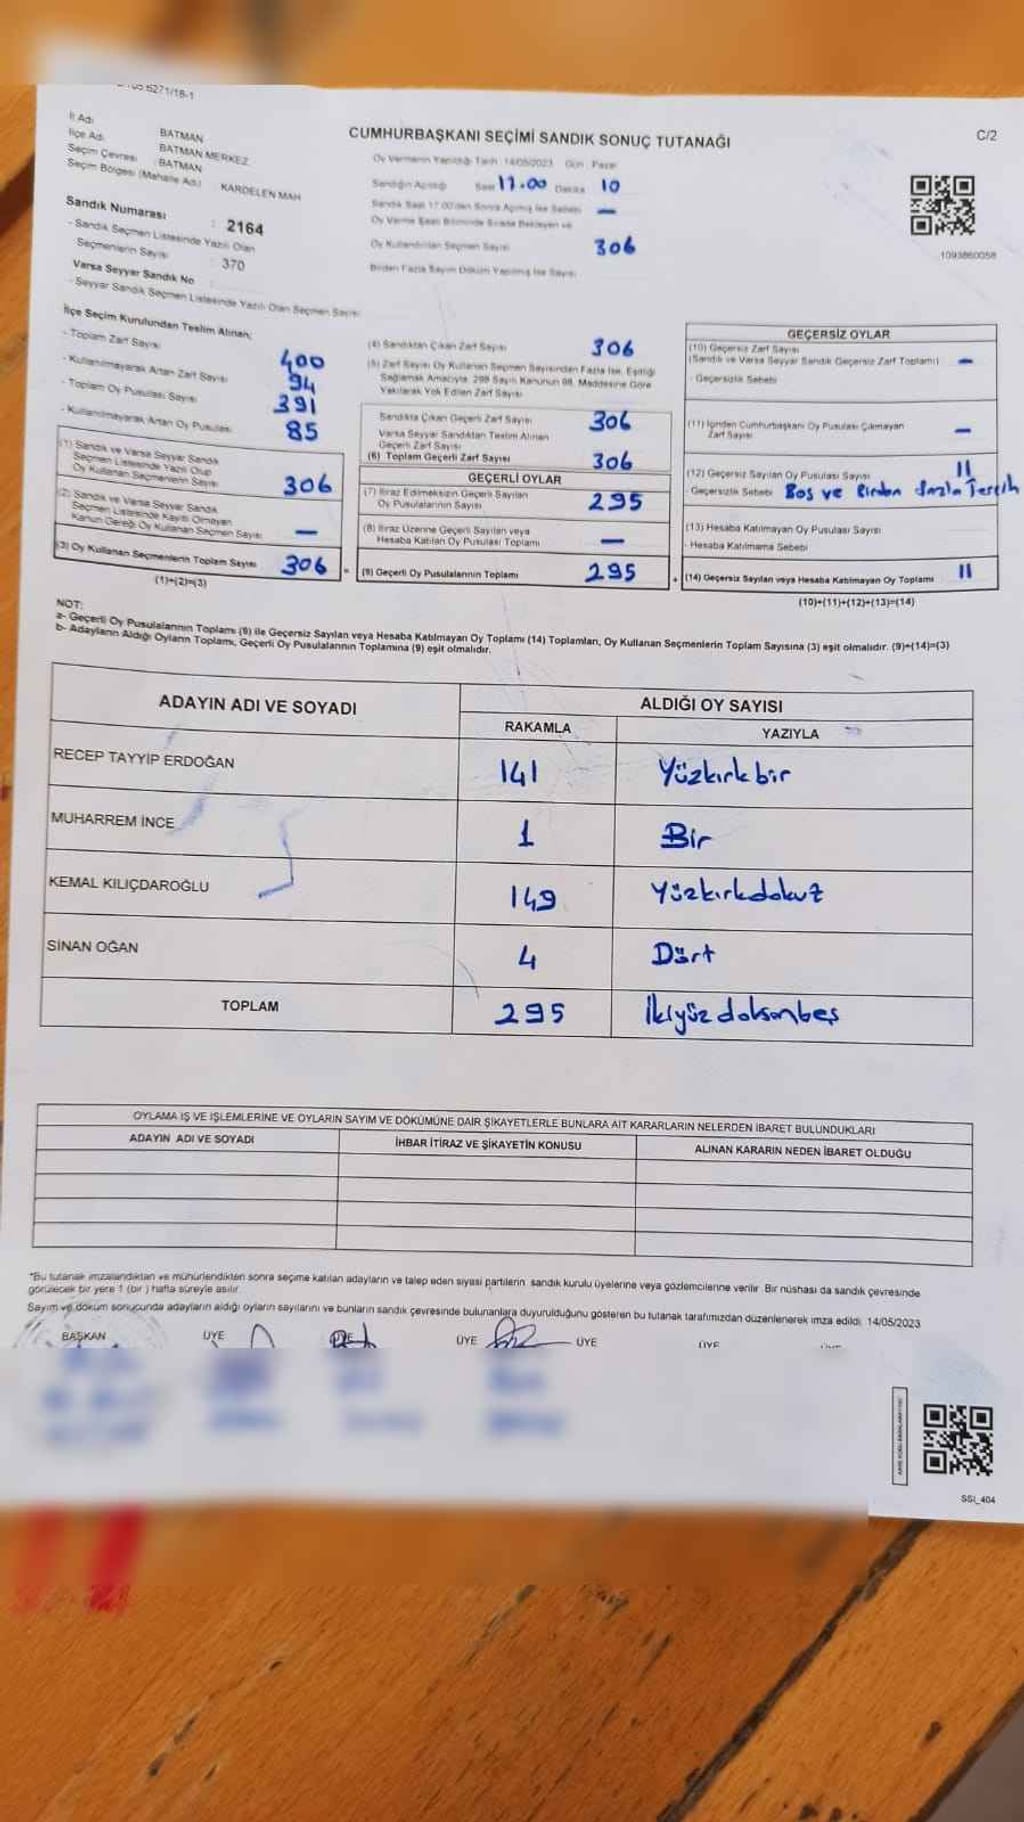 İl Adı BATMAN
İlçe Adı BATMAN MERKEZ
Seçim Çevresi : BATMAN
Seçim Bölgesi (Mahalle Adı) KARDELEN MAH
C/2
CUMHURBAŞKANI SEÇİMİ SANDIK SONUÇ TUTANAĞI
Oy Vermenin Yapıldığı Tarih : 14/05/2023 Gün : Pazar
Sandığın Açıldığı Saat 17.00 Dakika 10
Sandık Saat 17:00'den Sonra Açılmış İse Sebebi —
Oy Verme Saati Bitiminde Sırada Bekleyen ve
Oy Kullandırılan Seçmen Sayısı 306
Birden Fazla Sayım Döküm Yapılmış İse Sayısı
1093860058
Sandık Numarası : 2164
- Sandık Seçmen Listesinde Yazılı Olan
Seçmenlerin Sayısı : 370
Varsa Seyyar Sandık No :
- Seyyar Sandık Seçmen Listesinde Yazılı Olan Seçmen Sayısı
İlçe Seçim Kurulundan Teslim Alınan;
- Toplam Zarf Sayısı 400
- Kullanılmayarak Artan Zarf Sayısı 94
- Toplam Oy Pusulası Sayısı 391
- Kullanılmayarak Artan Oy Pusulası 85
(1) Sandık ve Varsa Seyyar Sandık
Seçmen Listesinde Yazılı Olup
Oy Kullanan Seçmenlerin Sayısı 306
(2) Sandık ve Varsa Seyyar Sandık
Seçmen Listesinde Kayıtlı Olmayan
Kanun Gereği Oy Kullanan Seçmen Sayısı —
(3) Oy Kullanan Seçmenlerin Toplam Sayısı 306 =
(1)+(2)=(3)
(4) Sandıktan Çıkan Zarf Sayısı 306
(5) Zarf Sayısı Oy Kullanan Seçmen Sayısından Fazla İse, Eşitliği
Sağlamak Amacıyla, 298 Sayılı Kanunun 98. Maddesine Göre
Yakılarak Yok Edilen Zarf Sayısı
Sandıkta Çıkan Geçerli Zarf Sayısı 306
Varsa Seyyar Sandıktan Teslim Alınan
Geçerli Zarf Sayısı
(6) Toplam Geçerli Zarf Sayısı 306
GEÇERLİ OYLAR
(7) İtiraz Edilmeksizin Geçerli Sayılan
Oy Pusulalarının Sayısı 295
(8) İtiraz Üzerine Geçerli Sayılan veya
Hesaba Katılan Oy Pusulası Toplamı —
(9) Geçerli Oy Pusulalarının Toplamı 295 +
GEÇERSİZ OYLAR
(10) Geçersiz Zarf Sayısı
(Sandık ve Varsa Seyyar Sandık Geçersiz Zarf Toplamı) —
- Geçersizlik Sebebi
(11) İçinden Cumhurbaşkanı Oy Pusulası Çıkmayan
Zarf Sayısı —
(12) Geçersiz Sayılan Oy Pusulası Sayısı 11
- Geçersizlik Sebebi Boş ve Birden Fazla Tercih
(13) Hesaba Katılmayan Oy Pusulası Sayısı
- Hesaba Katılmama Sebebi
(14) Geçersiz Sayılan veya Hesaba Katılmayan Oy Toplamı 11
(10)+(11)+(12)+(13)=(14)
NOT:
a- Geçerli Oy Pusulalarının Toplamı (9) ile Geçersiz Sayılan veya Hesaba Katılmayan Oy Toplamı (14) Toplamları, Oy Kullanan Seçmenlerin Toplam Sayısına (3) eşit olmalıdır. (9)+(14)=(3)
b- Adayların Aldığı Oyların Toplamı, Geçerli Oy Pusulalarının Toplamına (9) eşit olmalıdır.
ADAYIN ADI VE SOYADI ALDIĞI OY SAYISI
RAKAMLA YAZIYLA
RECEP TAYYİP ERDOĞAN 141 Yüzkırkbir
MUHARREM İNCE 1 Bir
KEMAL KILIÇDAROĞLU 149 Yüzkırkdokuz
SİNAN OĞAN 4 Dört
TOPLAM 295 İkiyüzdoksanbeş
OYLAMA İŞ VE İŞLEMLERİNE VE OYLARIN SAYIM VE DÖKÜMÜNE DAİR ŞİKAYETLERLE BUNLARA AİT KARARLARIN NELERDEN İBARET BULUNDUKLARI
ADAYIN ADI VE SOYADI İHBAR İTİRAZ VE ŞİKAYETİN KONUSU ALINAN KARARIN NEDEN İBARET OLDUĞU
*Bu tutanak imzalandıktan ve mühürlendikten sonra seçime katılan adayların ve talep eden siyasi partilerin sandık kurulu üyelerine veya gözlemcilerine verilir. Bir nüshası da sandık çevresinde
görülecek bir yere 1 (bir) hafta süreyle asılır.
Sayım ve döküm sonucunda adayların aldığı oyların sayılarını ve bunların sandık çevresinde bulunanlara duyurulduğunu gösteren bu tutanak tarafımızdan düzenlenerek imza edildi. 14/05/2023
BAŞKAN ÜYE ÜYE ÜYE ÜYE ÜYE
SSI_404